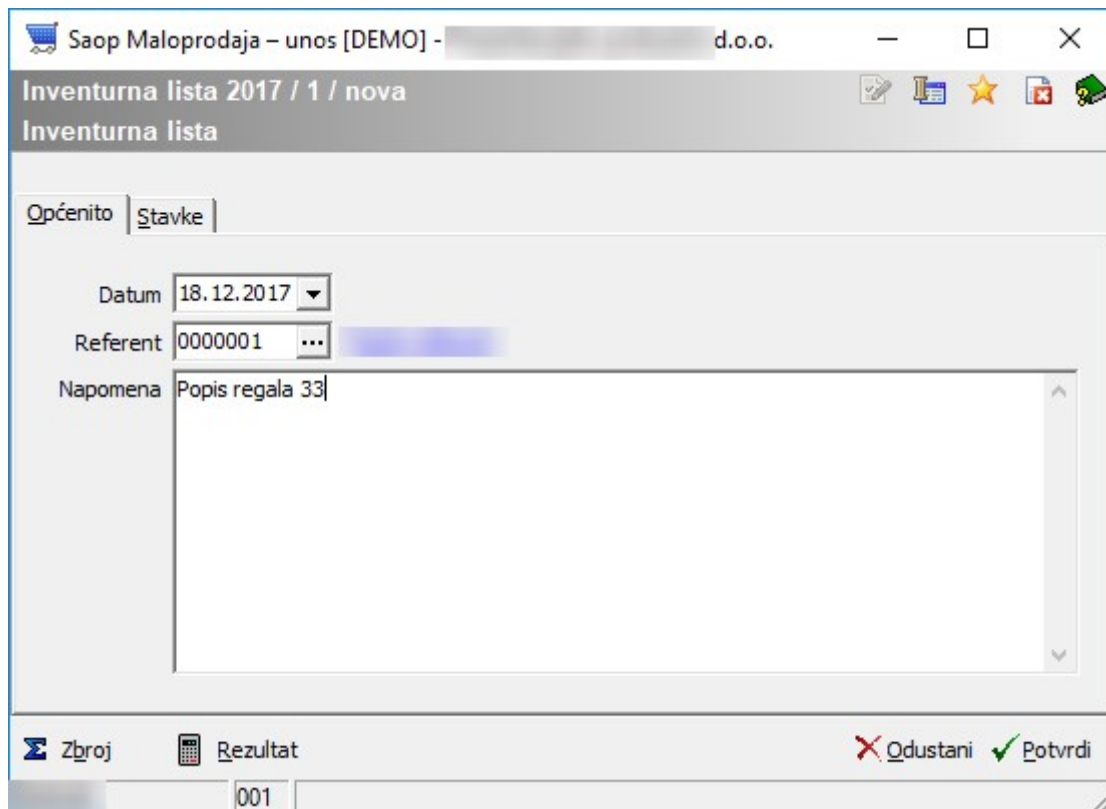 Saop Maloprodaja – unos [DEMO] - d.o.o.
Inventurna lista 2017 / 1 / nova
Inventurna lista
Općenito Stavke
Datum 18.12.2017
Referent 0000001 ...
Napomena Popis regala 33
Zbroj Rezultat Odustani Potvrdi
001